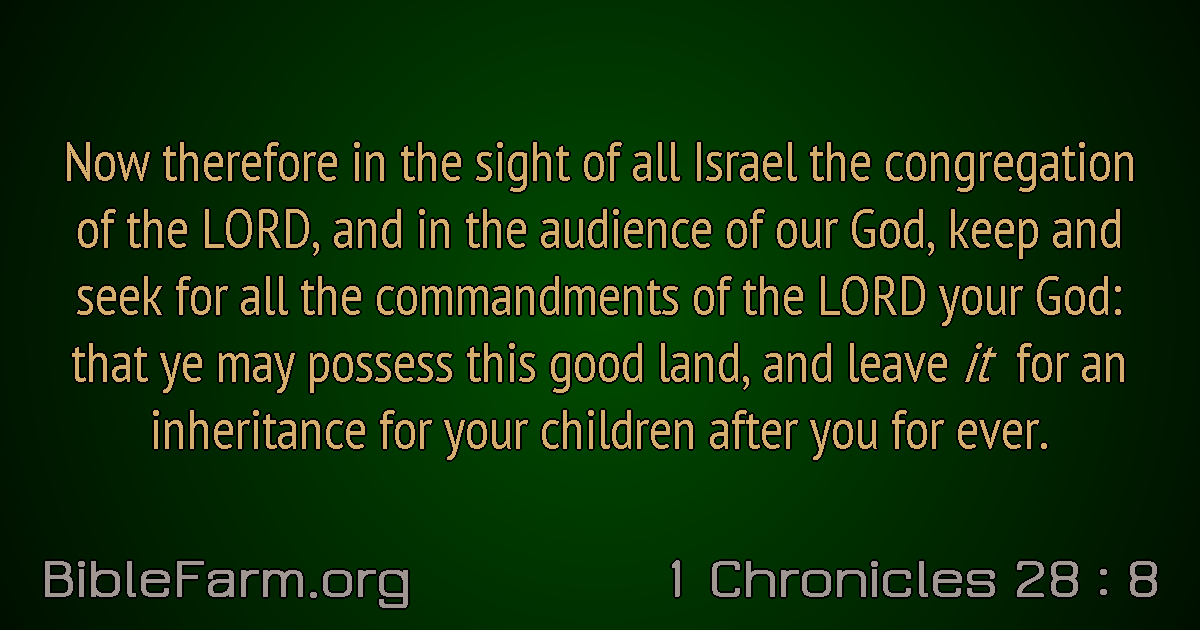 Now therefore in the sight of all Israel the congregation
of the LORD, and in the audience of our God, keep and
seek for all the commandments of the LORD your God:
that ye may possess this good land, and leave it for an
inheritance for your children after you for ever.
BibleFarm.org
1 Chronicles 28 : 8